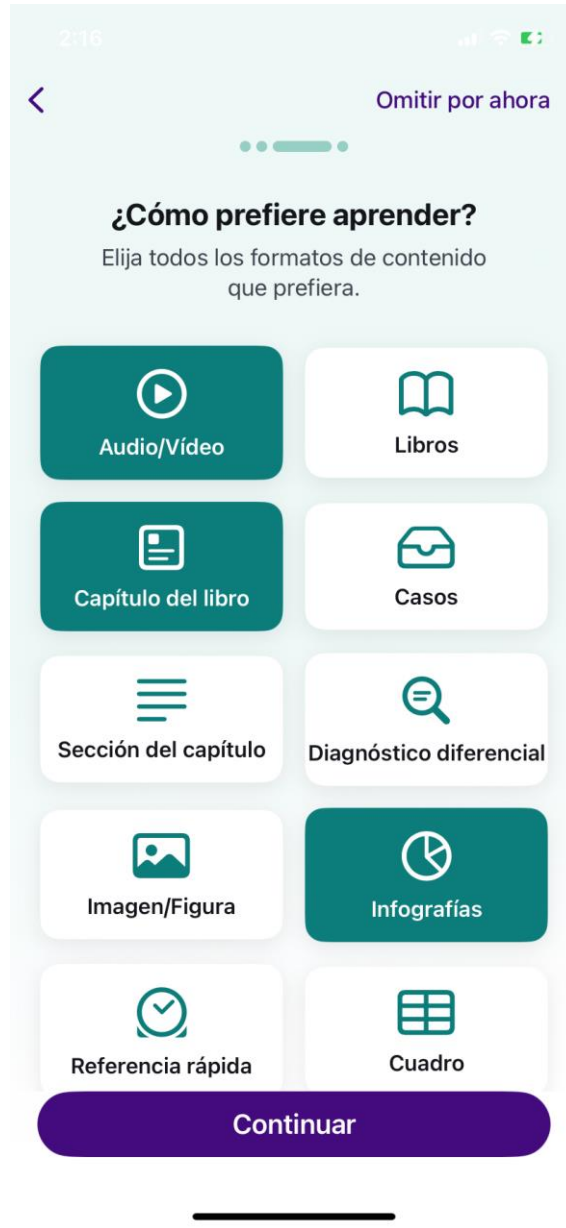 2:16
Omitir por ahora
¿Cómo prefiere aprender?
Elija todos los formatos de contenido
que prefiera.
Audio/Vídeo
Libros
Capítulo del libro
Casos
Sección del capítulo
Diagnóstico diferencial
Imagen/Figura
Infografías
Referencia rápida
Cuadro
Continuar